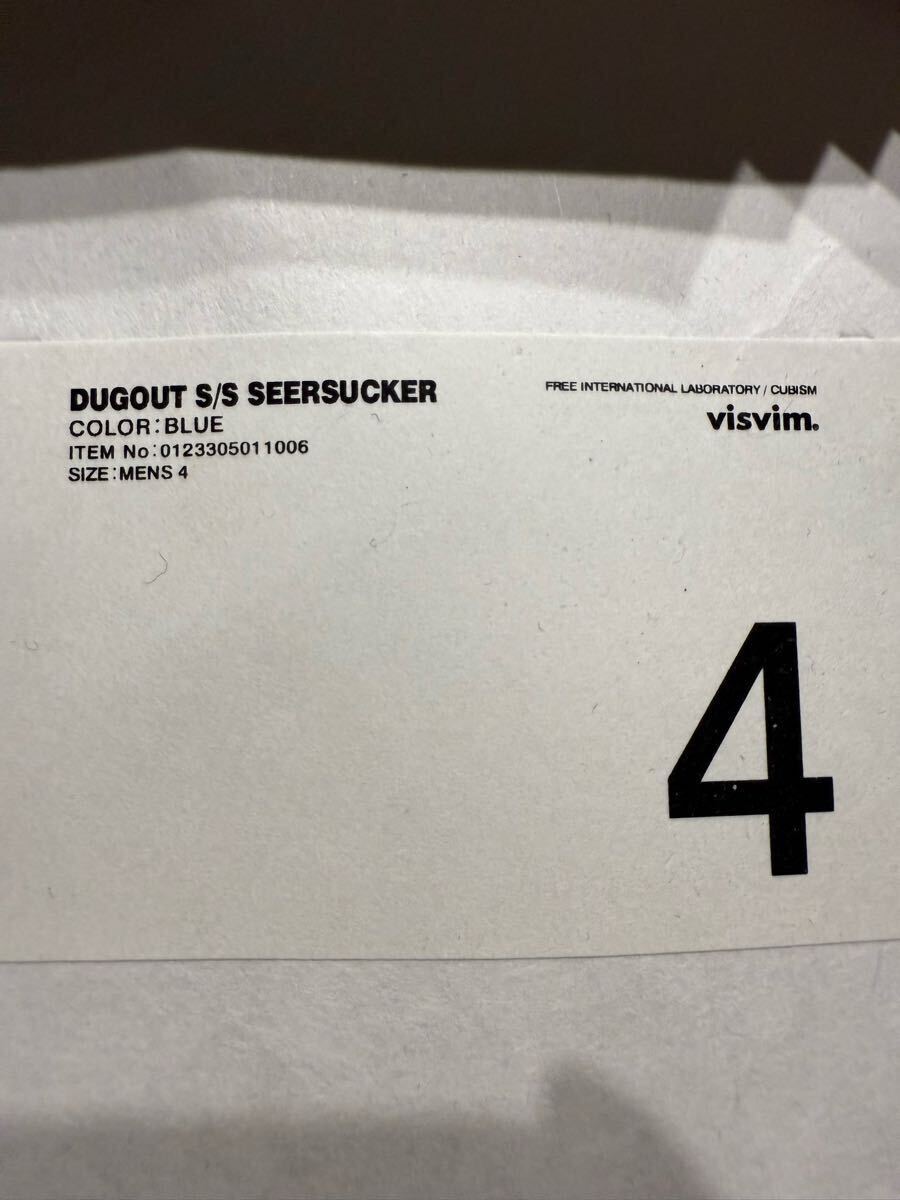 DUGOUT S/S SEERSUCKER
COLOR:BLUE
ITEM No:0123305011006
SIZE:MENS 4
FREE INTERNATIONAL LABORATORY / CUBISM
visvim.
4